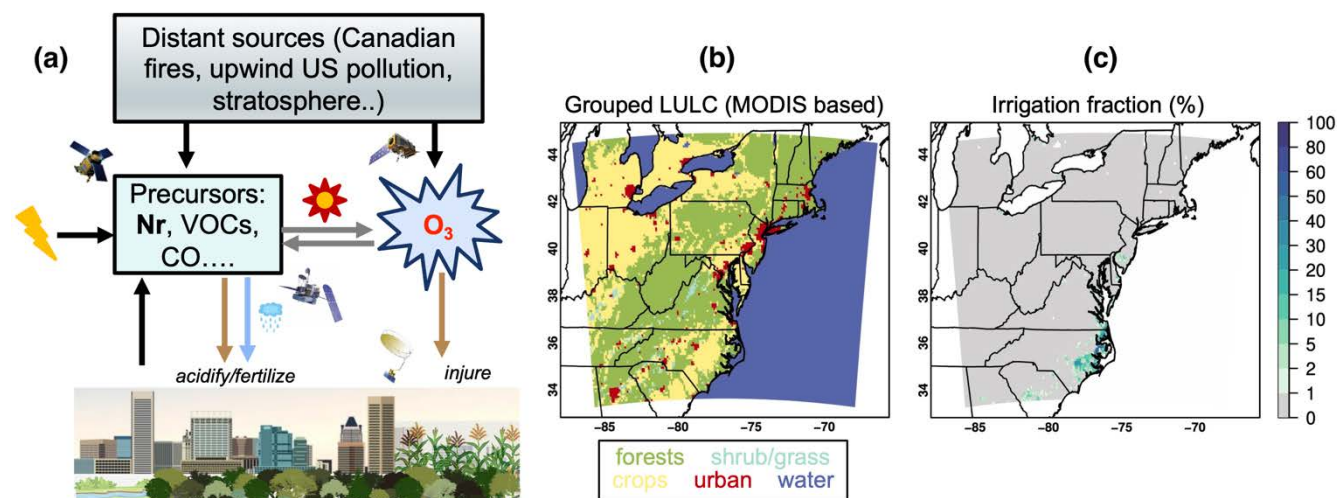 (a)
Distant sources (Canadian
fires, upwind US pollution,
stratosphere..)
Precursors:
Nr, VOCs,
CO....
O₃
acidify/fertilize
injure
(b)
Grouped LULC (MODIS based)
44
42
40
38
36
34
−85
−80
−75
−70
forests shrub/grass
crops urban water
(c)
Irrigation fraction (%)
44
42
40
38
36
34
−85
−80
−75
−70
100
80
60
50
40
30
20
15
10
5
2
1
0